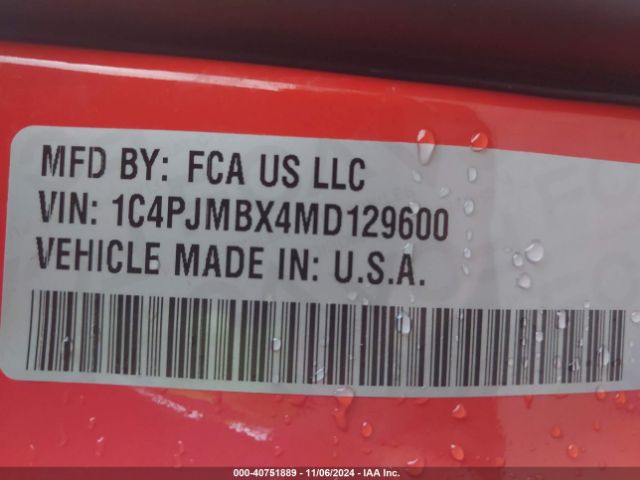 MFD BY: FCA US LLC
VIN: 1C4PJMBX4MD129600
VEHICLE MADE IN: U.S.A.
000-40751889 - 11/06/2024 - IAA Inc.